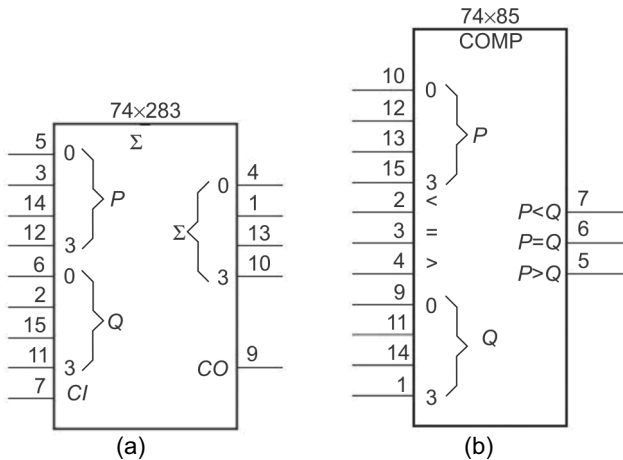 74×283
Σ
5 0
3
14 P
12 3
6 0
2
15 Q
11 3
7 CI
0 4
1
Σ 13
3 10
CO 9
(a)
74×85
COMP
10 0
12
13 P
15 3
2 <
3 =
4 >
9 0
11
14 Q
1 3
P<Q 7
P=Q 6
P>Q 5
(b)